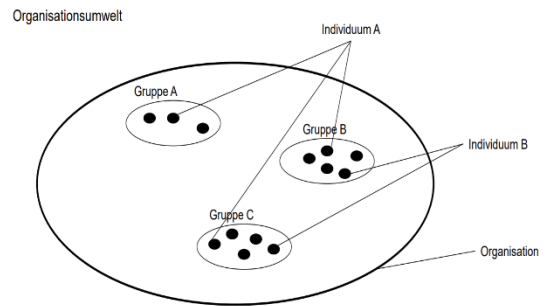 Organisationsumwelt
Individuum A
Gruppe A
Gruppe B
Individuum B
Gruppe C
Organisation